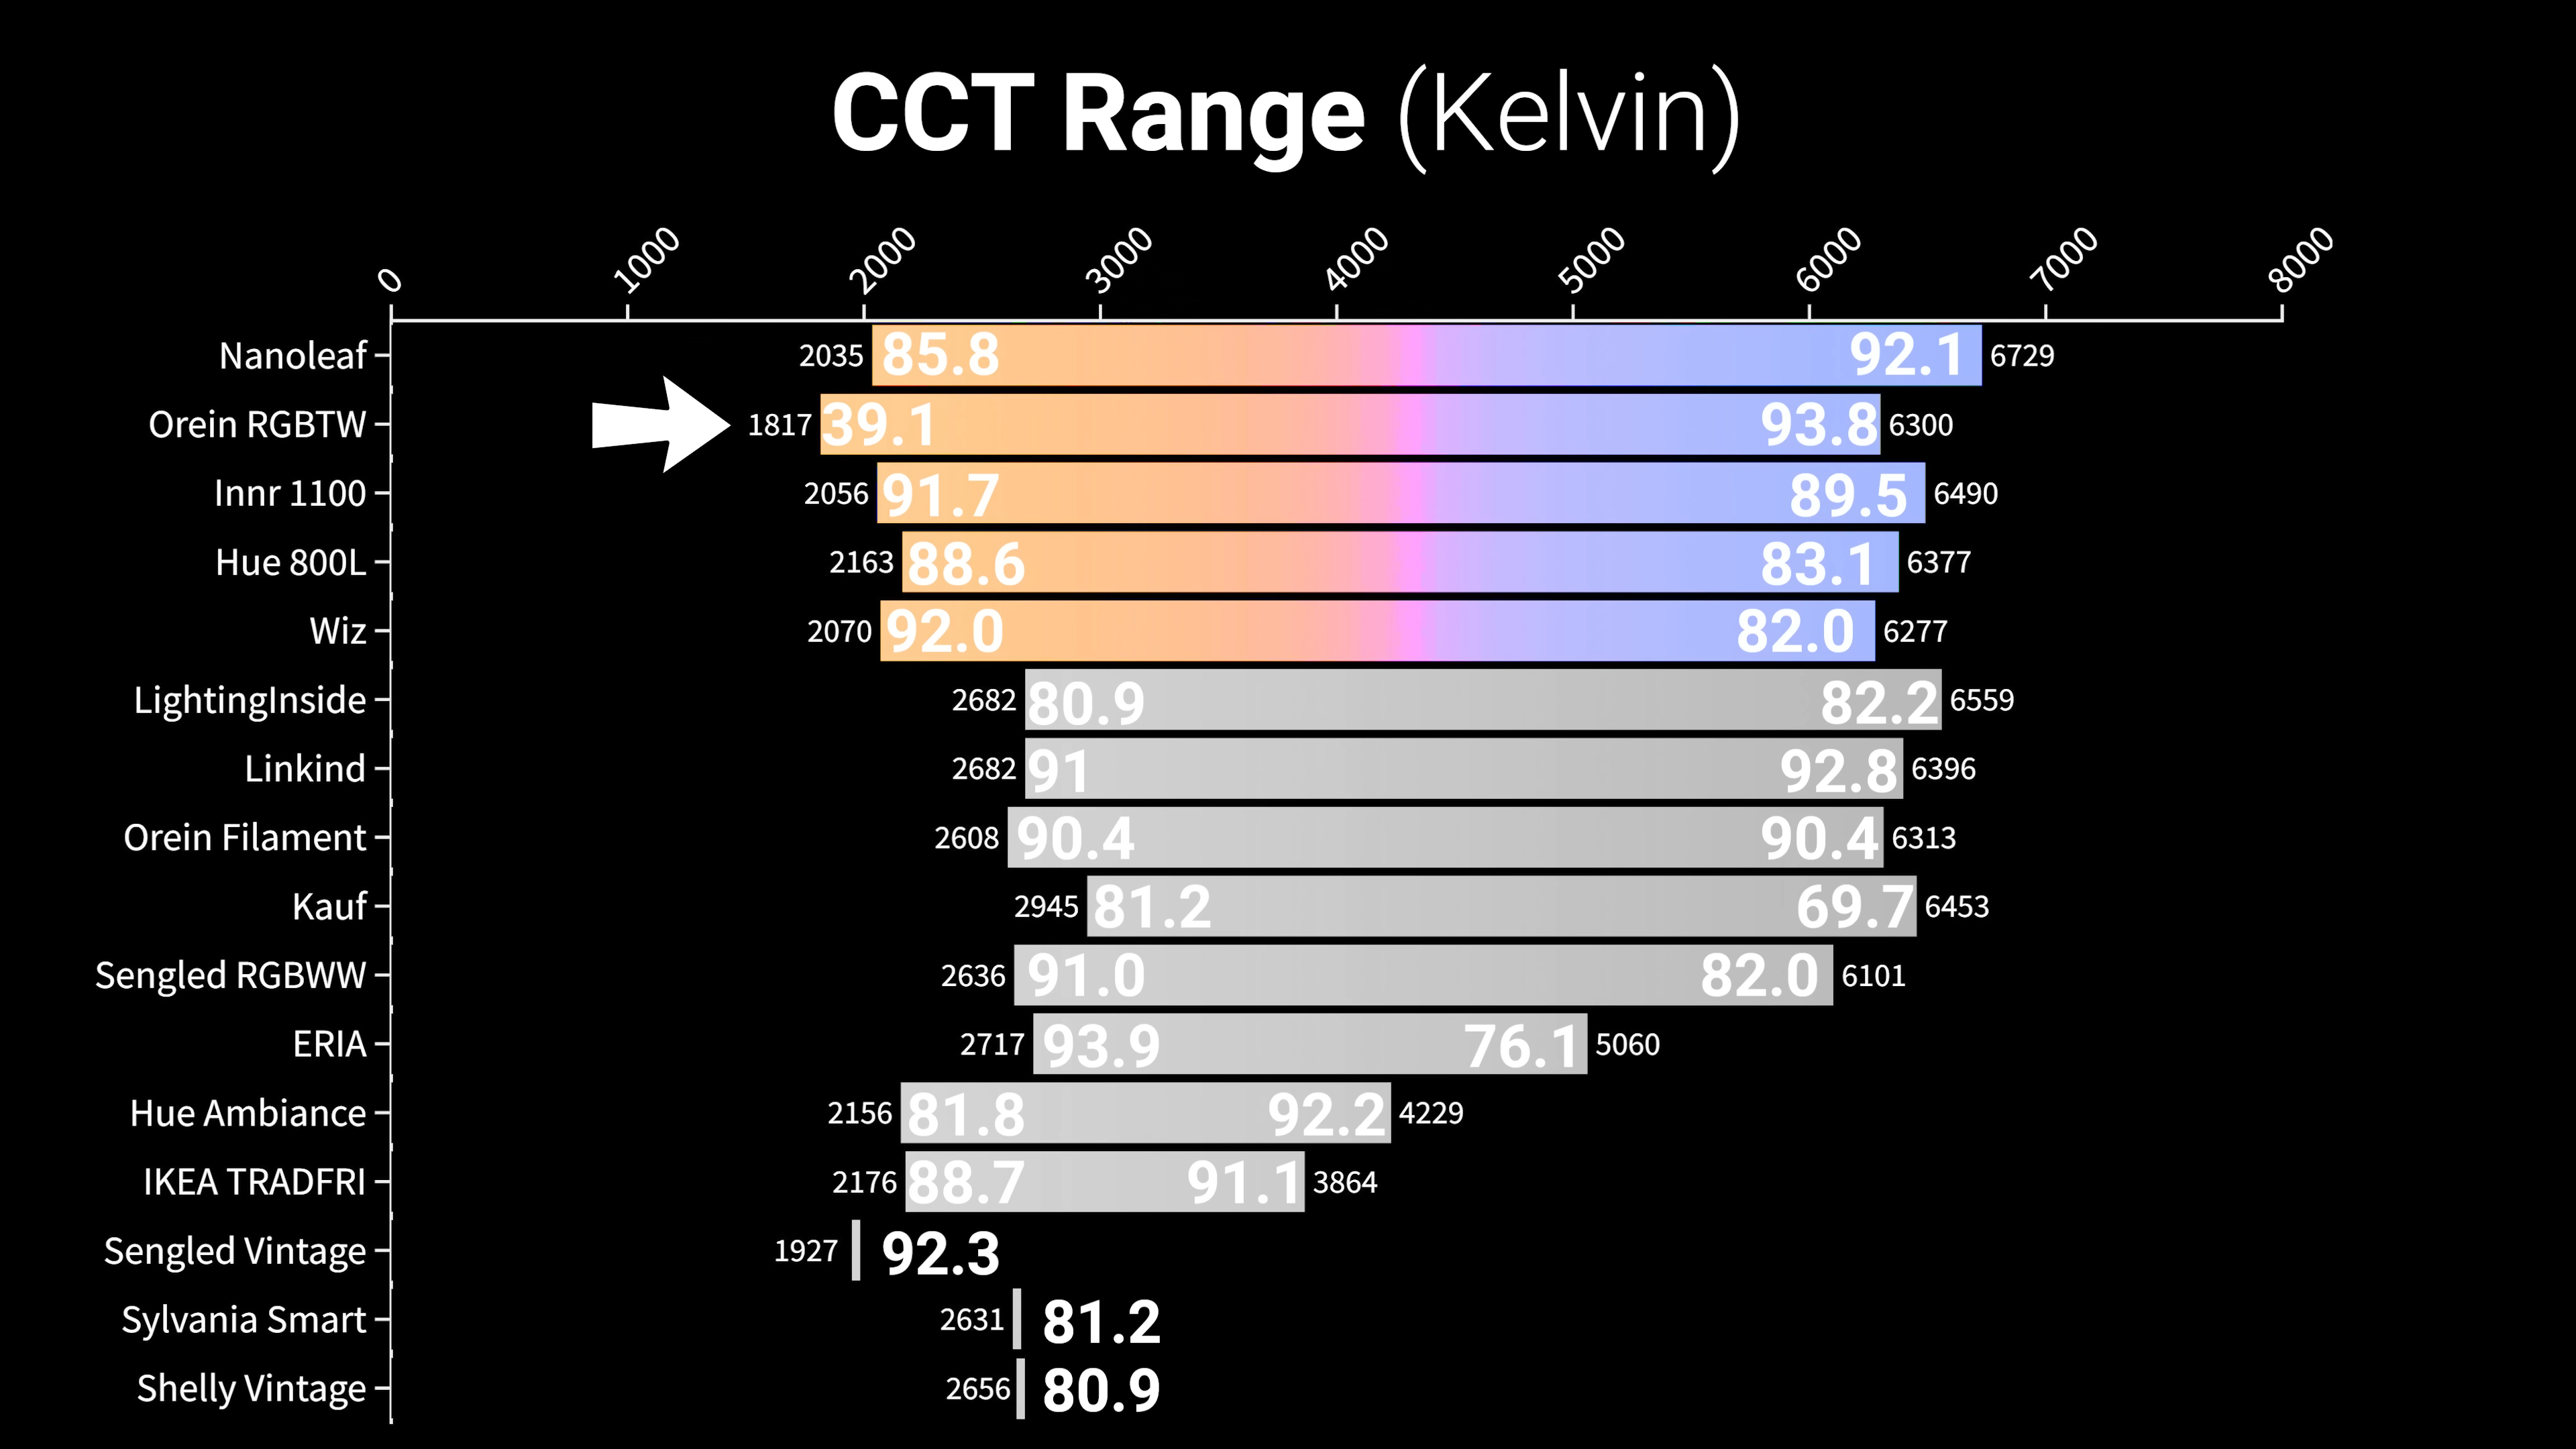 CCT Range (Kelvin)
0 1000 2000 3000 4000 5000 6000 7000 8000
Nanoleaf 2035 85.8 92.1 6729
Orein RGBTW 1817 39.1 93.8 6300
Innr 1100 2056 91.7 89.5 6490
Hue 800L 2163 88.6 83.1 6377
Wiz 2070 92.0 82.0 6277
LightingInside 2682 80.9 82.2 6559
Linkind 2682 91 92.8 6396
Orein Filament 2608 90.4 90.4 6313
Kauf 2945 81.2 69.7 6453
Sengled RGBWW 2636 91.0 82.0 6101
ERIA 2717 93.9 76.1 5060
Hue Ambiance 2156 81.8 92.2 4229
IKEA TRADFRI 2176 88.7 91.1 3864
Sengled Vintage 1927 92.3
Sylvania Smart 2631 81.2
Shelly Vintage 2656 80.9